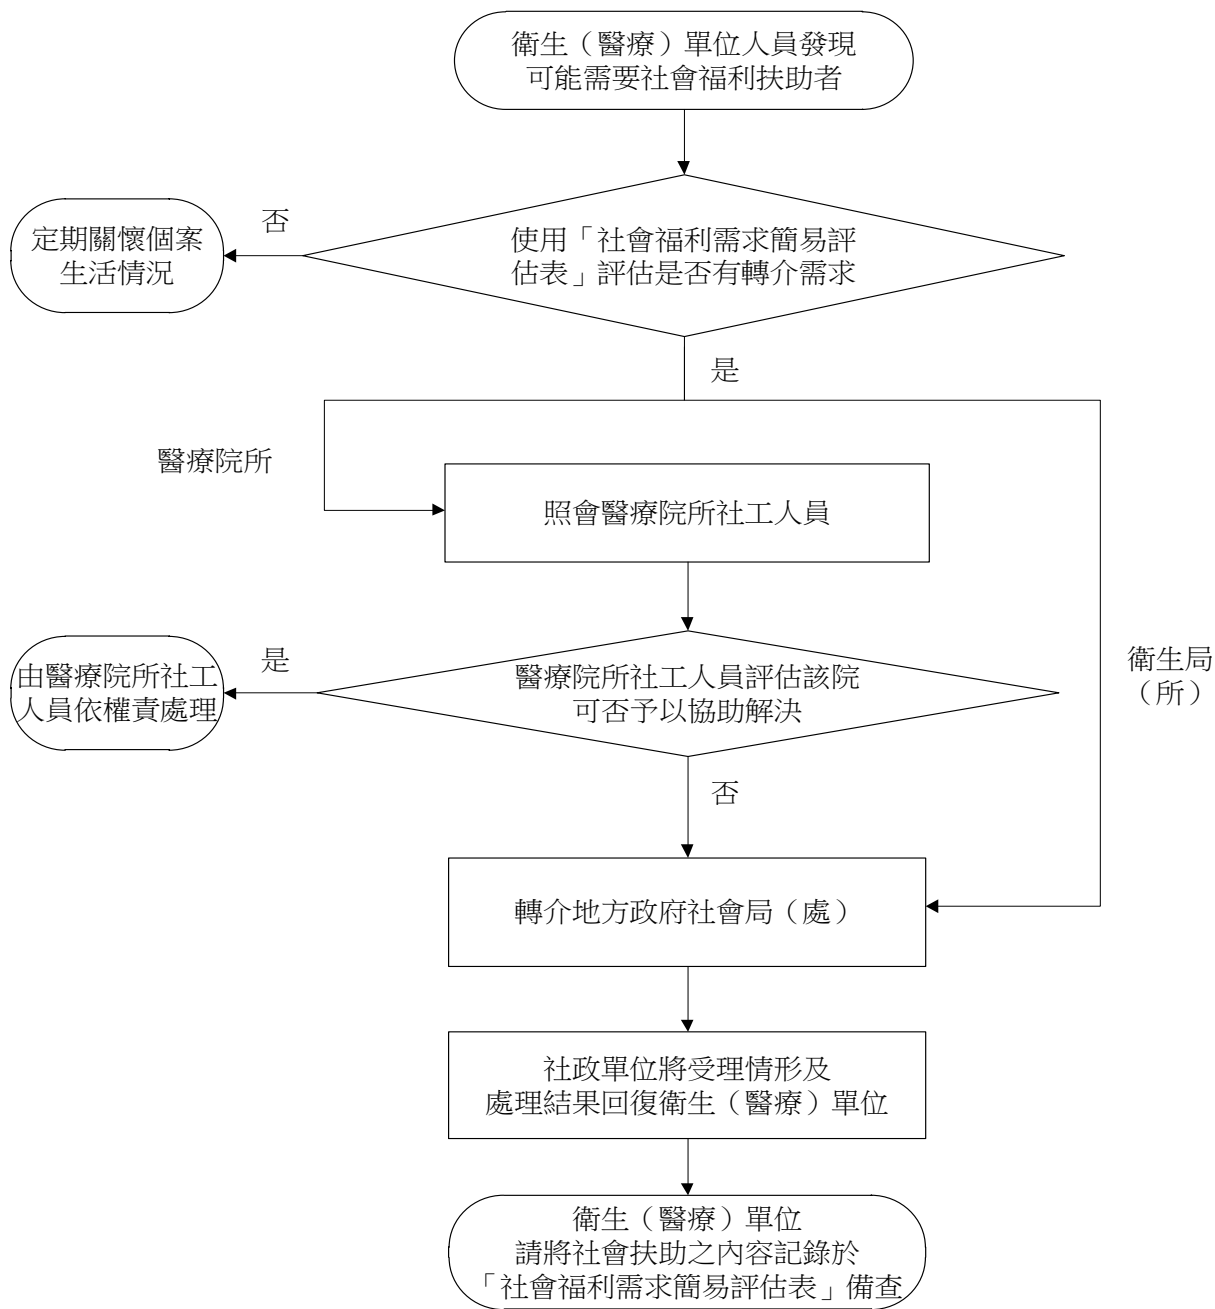 衛生（醫療）單位人員發現
可能需要社會福利扶助者
否
定期關懷個案
生活情況
使用「社會福利需求簡易評
估表」評估是否有轉介需求
是
醫療院所
照會醫療院所社工人員
是
由醫療院所社工
人員依權責處理
醫療院所社工人員評估該院
可否予以協助解決
衛生局
（所）
否
轉介地方政府社會局（處）
社政單位將受理情形及
處理結果回復衛生（醫療）單位
衛生（醫療）單位
請將社會扶助之內容記錄於
「社會福利需求簡易評估表」備查